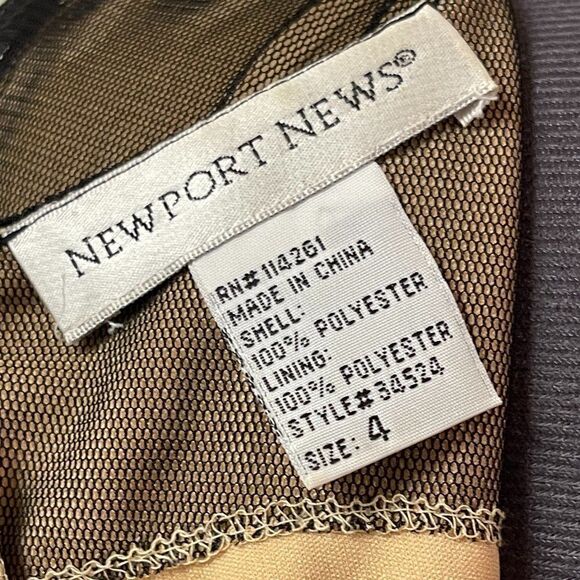 NEWPORT NEWS®
RN# 114261
MADE IN CHINA
SHELL:
100% POLYESTER
LINING:
100% POLYESTER
STYLE# 34524
SIZE: 4